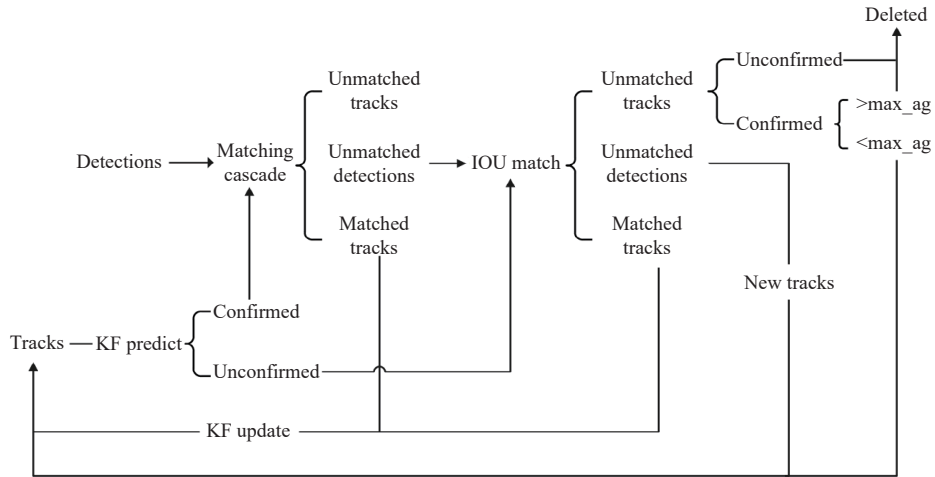 Deleted
Unmatched
tracks
Unmatched
tracks
Unconfirmed
Confirmed
>max_ag
<max_ag
Detections
Matching
cascade
Unmatched
detections
IOU match
Unmatched
detections
Matched
tracks
Matched
tracks
New tracks
Confirmed
Tracks
KF predict
Unconfirmed
KF update